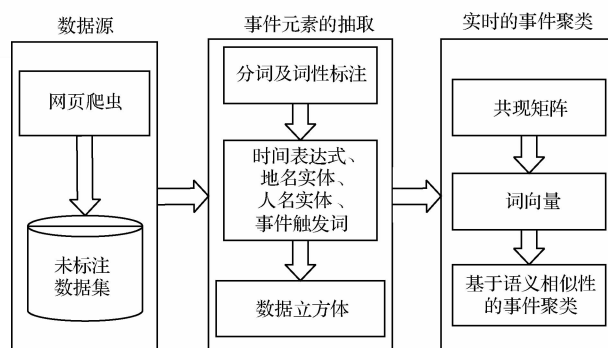 数据源
网页爬虫
未标注
数据集
事件元素的抽取
分词及词性标注
时间表达式、
地名实体、
人名实体、
事件触发词
数据立方体
实时的事件聚类
共现矩阵
词向量
基于语义相似性
的事件聚类